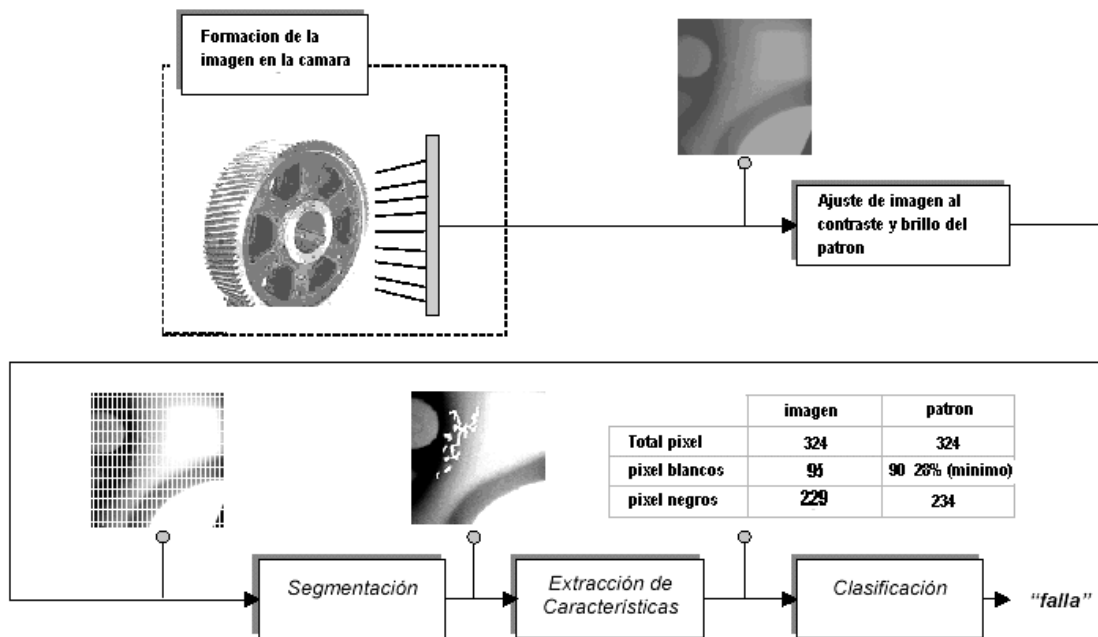 Formacion de la
imagen en la camara
Ajuste de imagen al
contraste y brillo del
patron
imagen patron
Total pixel 324 324
pixel blancos 95 90 28% (minimo)
pixel negros 229 234
Segmentación
Extracción de
Características
Clasificación
“falla”